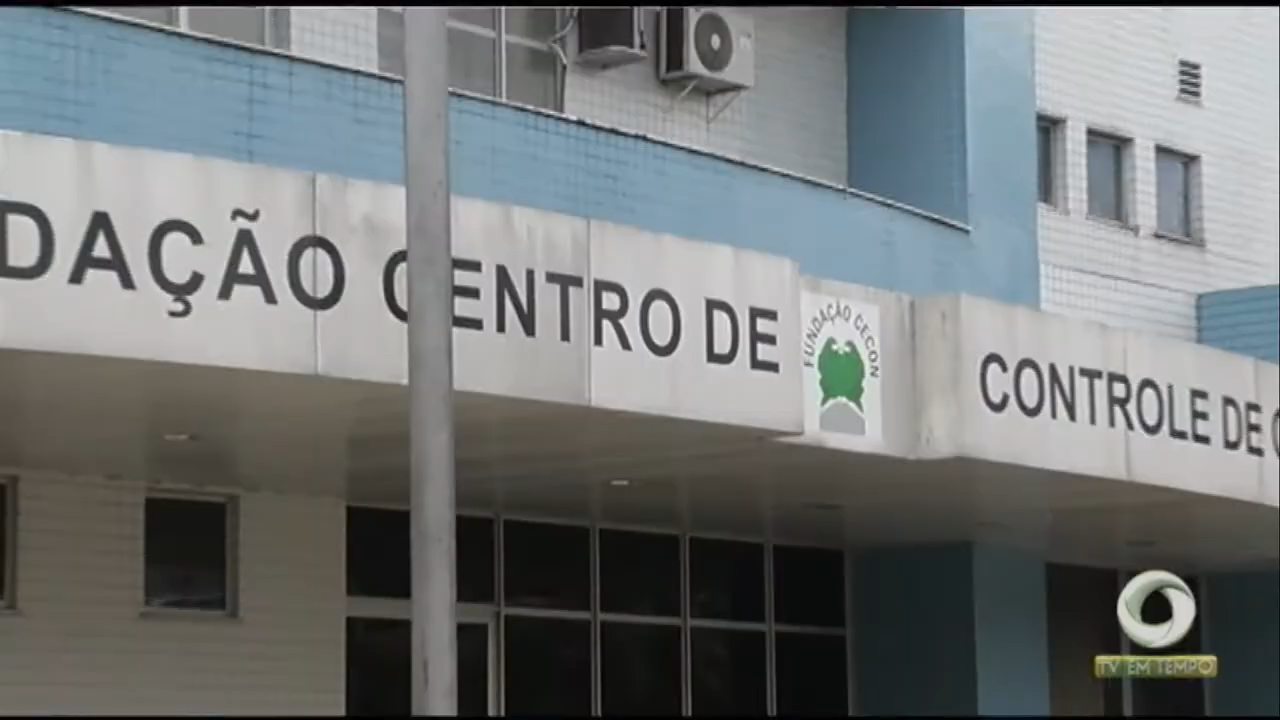 DAÇÃO CENTRO DE
FUNDAÇÃO CECON
CONTROLE DE C
TV EM TEMPO